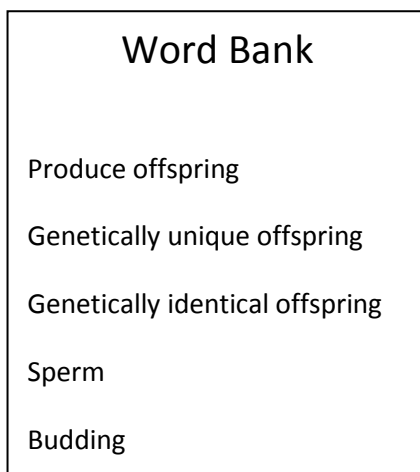 Word Bank
Produce offspring
Genetically unique offspring
Genetically identical offspring
Sperm
Budding